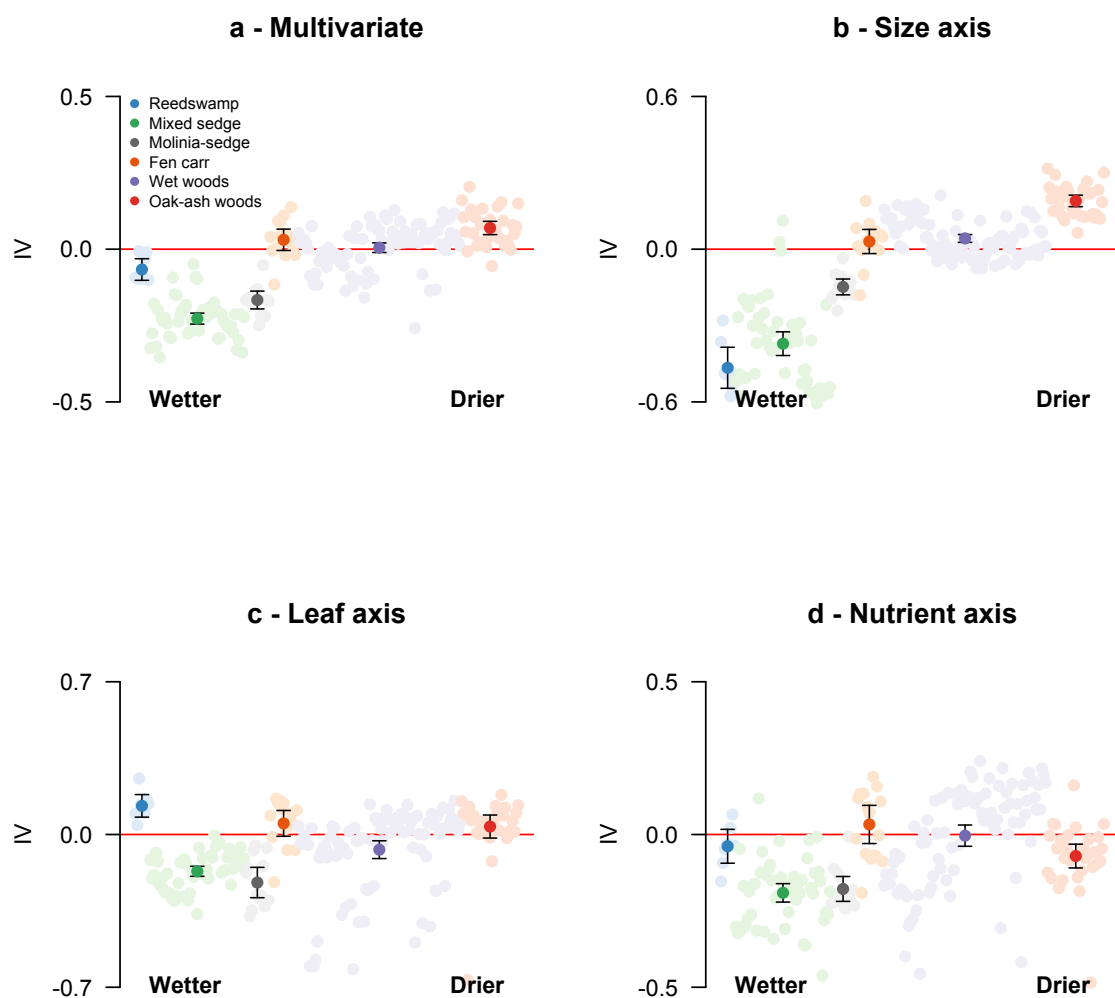 a - Multivariate
0.5
0.0
-0.5
IV
Reedswamp
Mixed sedge
Molinia-sedge
Fen carr
Wet woods
Oak-ash woods
Wetter
Drier
b - Size axis
0.6
0.0
-0.6
IV
Wetter
Drier
c - Leaf axis
0.7
0.0
-0.7
IV
Wetter
Drier
d - Nutrient axis
0.5
0.0
-0.5
IV
Wetter
Drier